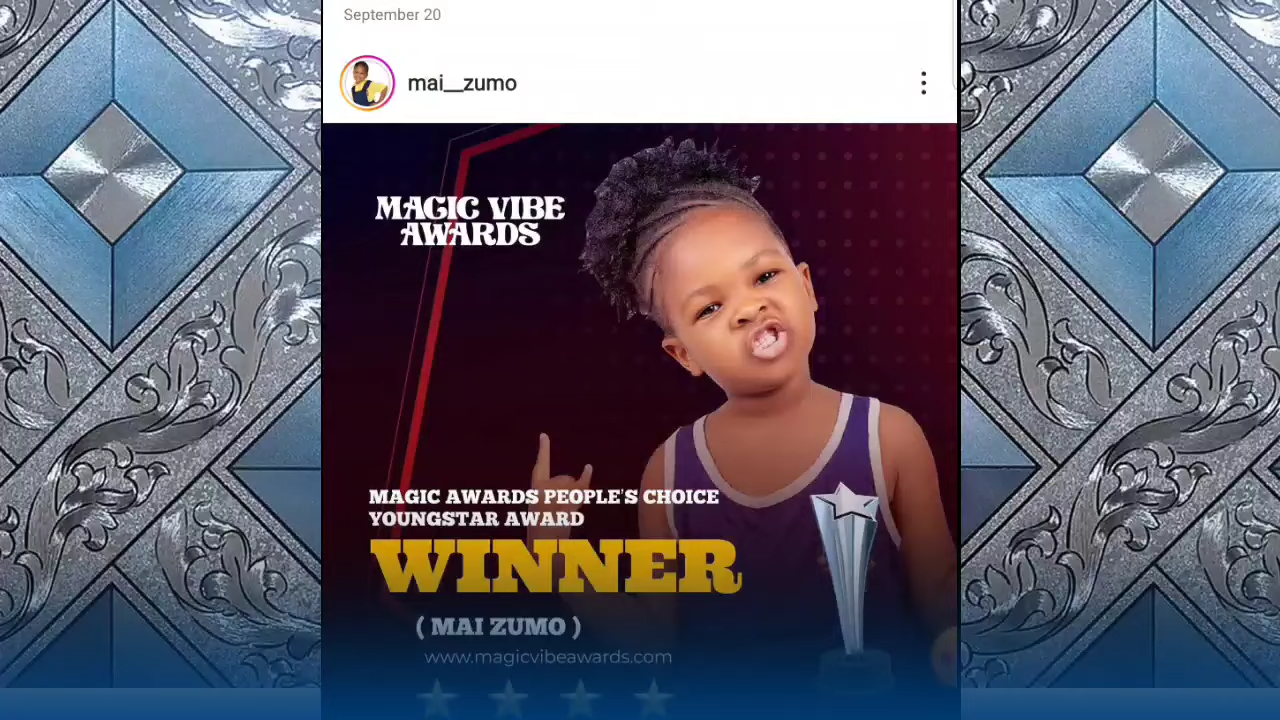 September 20
mai__zumo
MAGIC VIBE
AWARDS
MAGIC AWARDS PEOPLE'S CHOICE
YOUNGSTAR AWARD
WINNER
( MAI ZUMO )
www.magicvibeawards.com